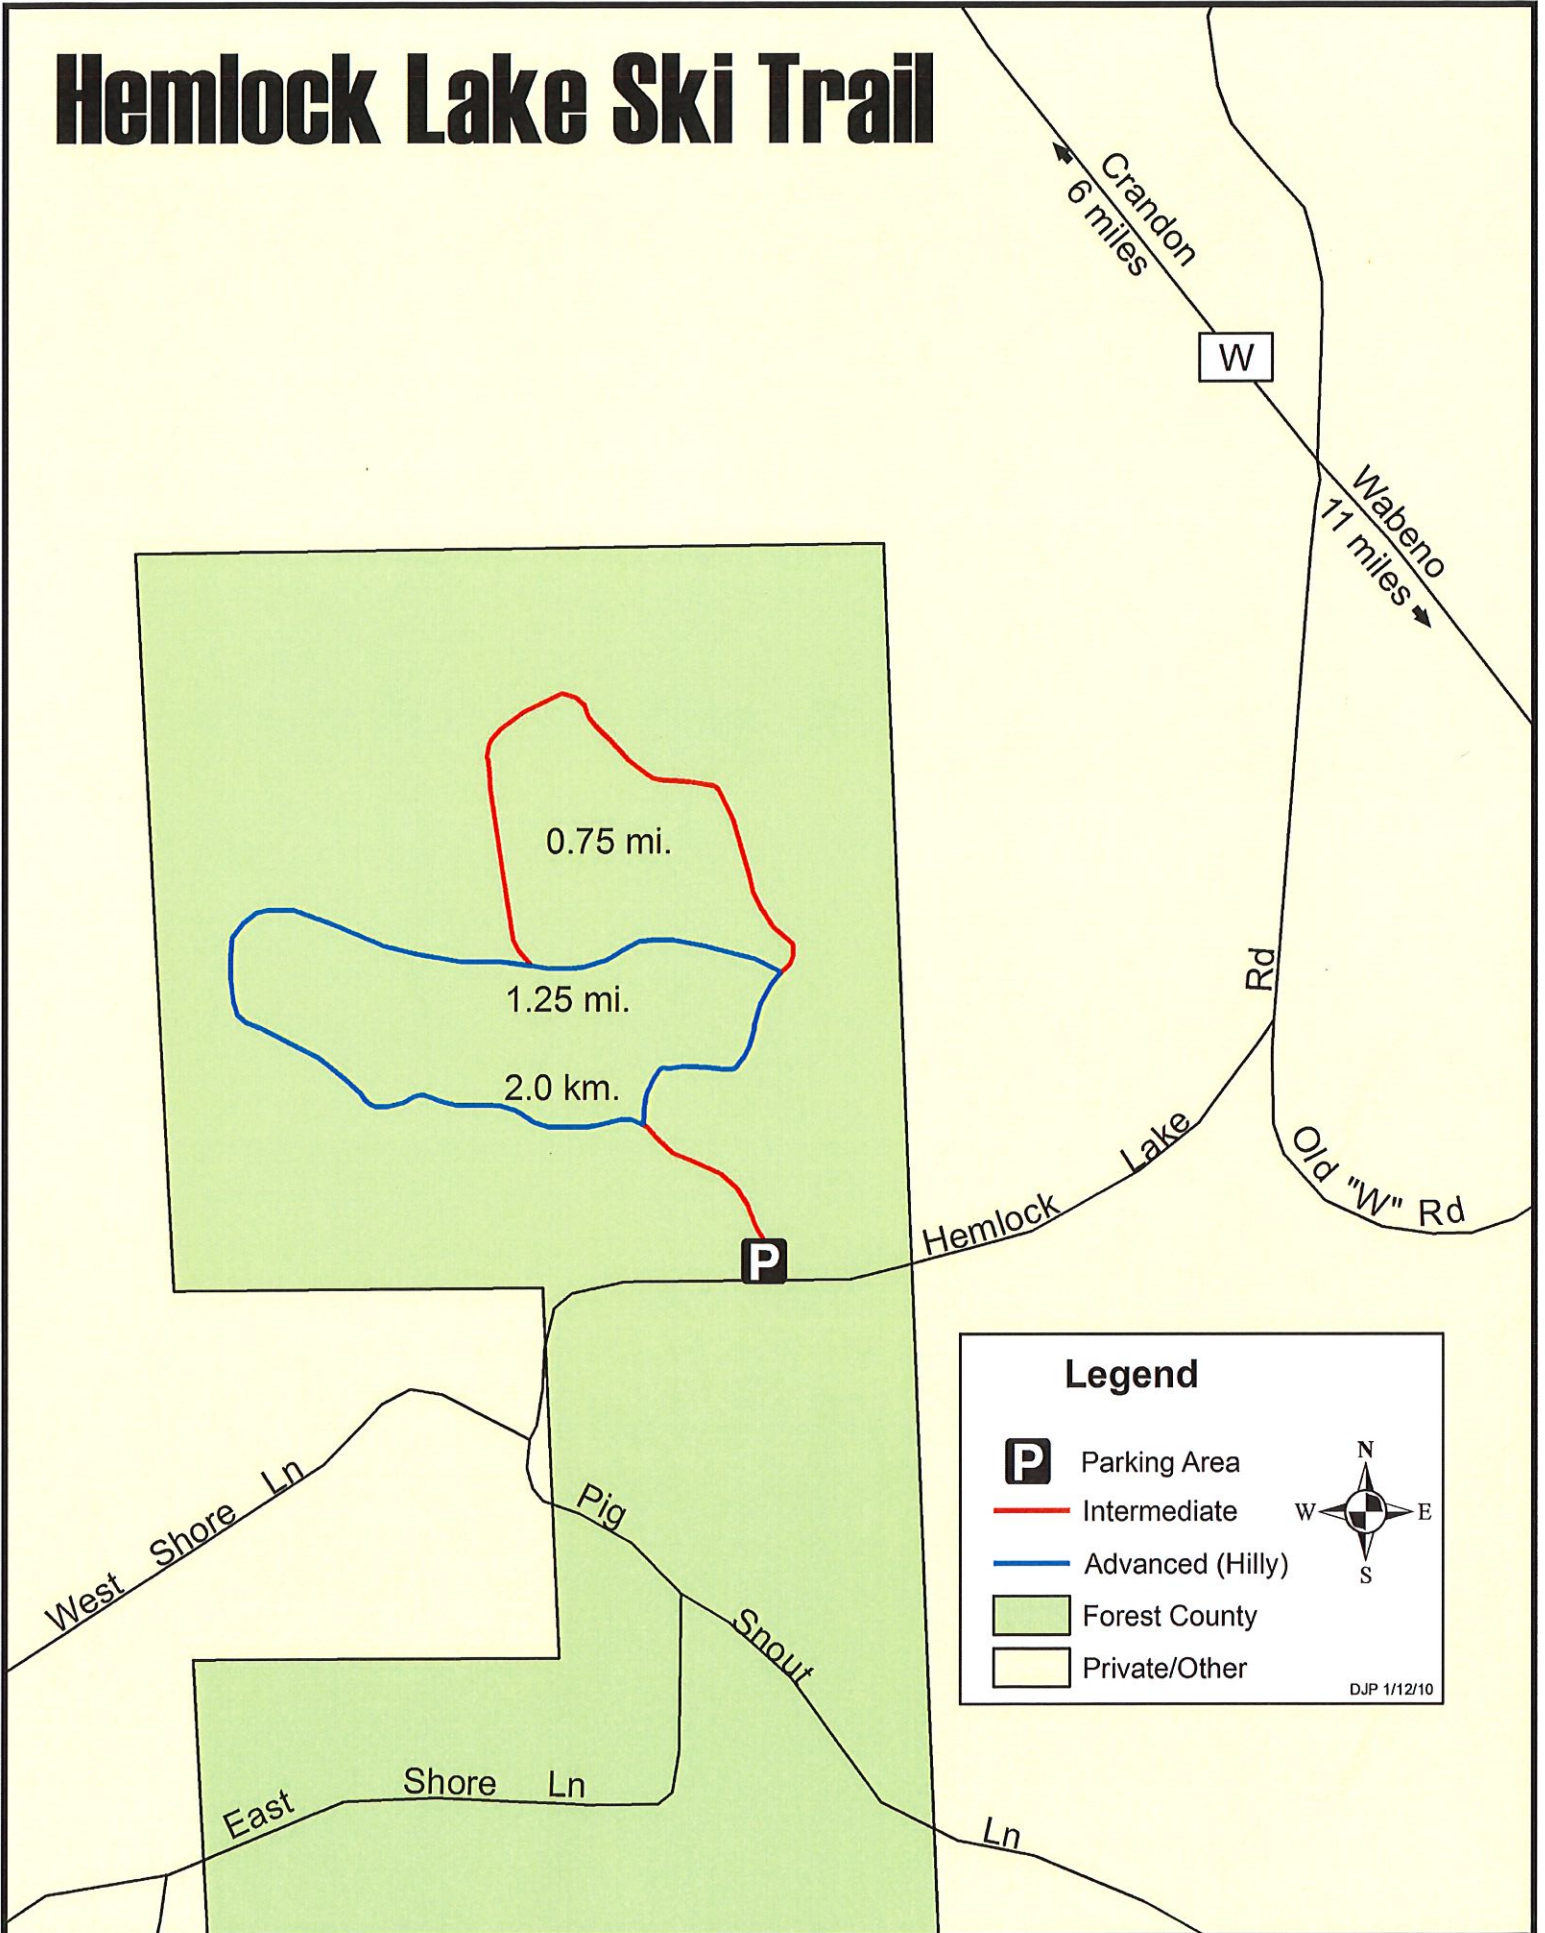 Hemlock Lake Ski Trail
Crandon
6 miles
W
Wabeno
11 miles
0.75 mi.
1.25 mi.
2.0 km.
P
Hemlock Lake Rd
Old "W" Rd
West Shore Ln
Pig Snout Ln
East Shore Ln
Legend
P Parking Area
Intermediate
Advanced (Hilly)
Forest County
Private/Other
N
W E
S
DJP 1/12/10